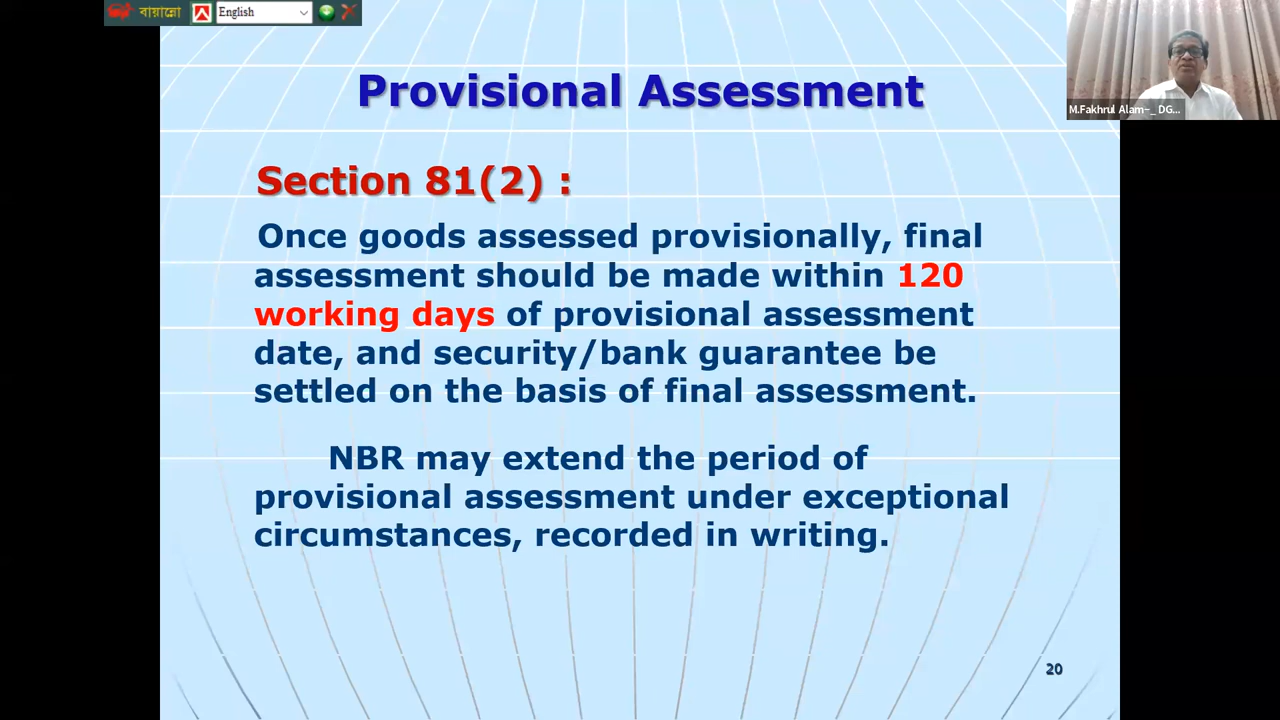 বায়ান্নো English
M.Fakhrul Alam~_ DG...
Provisional Assessment
Section 81(2) :
Once goods assessed provisionally, final
assessment should be made within 120
working days of provisional assessment
date, and security/bank guarantee be
settled on the basis of final assessment.
NBR may extend the period of
provisional assessment under exceptional
circumstances, recorded in writing.
20